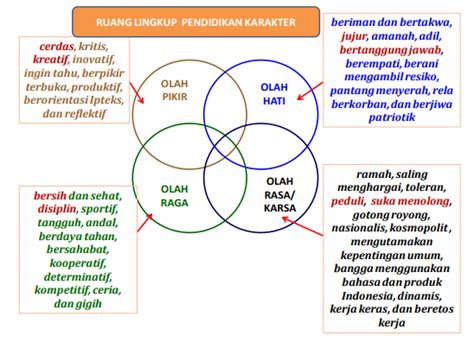 RUANG LINGKUP PENDIDIKAN KARAKTER
cerdas, kritis,
kreatif, inovatif,
ingin tahu, berpikir
terbuka, produktif,
berorientasi Ipteks,
dan reflektif
beriman dan bertakwa,
jujur, amanah, adil,
bertanggung jawab,
berempati, berani
mengambil resiko,
pantang menyerah, rela
berkorban, dan berjiwa
patriotik
OLAH
PIKIR
OLAH
HATI
OLAH
RAGA
OLAH
RASA/
KARSA
bersih dan sehat,
disiplin, sportif,
tangguh, andal,
berdaya tahan,
bersahabat,
kooperatif,
determinatif,
kompetitif, ceria,
dan gigih
ramah, saling
menghargai, toleran,
peduli, suka menolong,
gotong royong,
nasionalis, kosmopolit ,
mengutamakan
kepentingan umum,
bangga menggunakan
bahasa dan produk
Indonesia, dinamis,
kerja keras, dan beretos
kerja